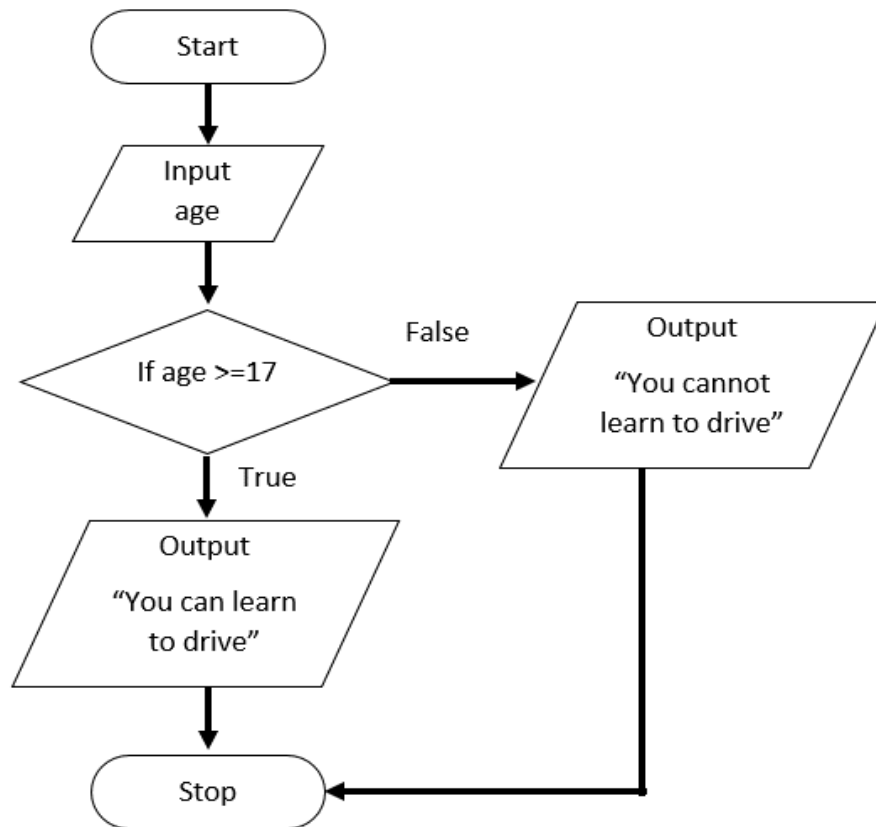 Start
Input
age
If age >=17
False
True
Output
“You cannot
learn to drive”
Output
“You can learn
to drive”
Stop